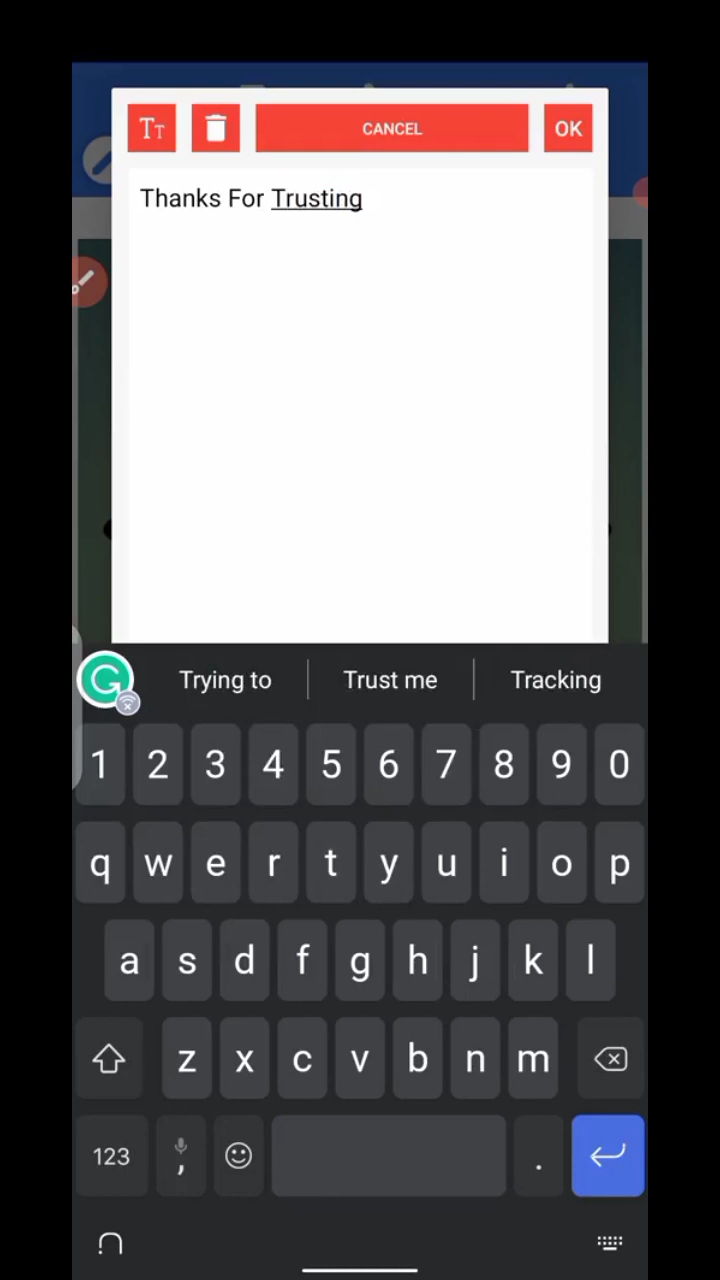 TT
CANCEL
OK
Thanks For Trusting
Trying to
Trust me
Tracking
1 2 3 4 5 6 7 8 9 0
q w e r t y u i o p
a s d f g h j k l
z x c v b n m
123 , .